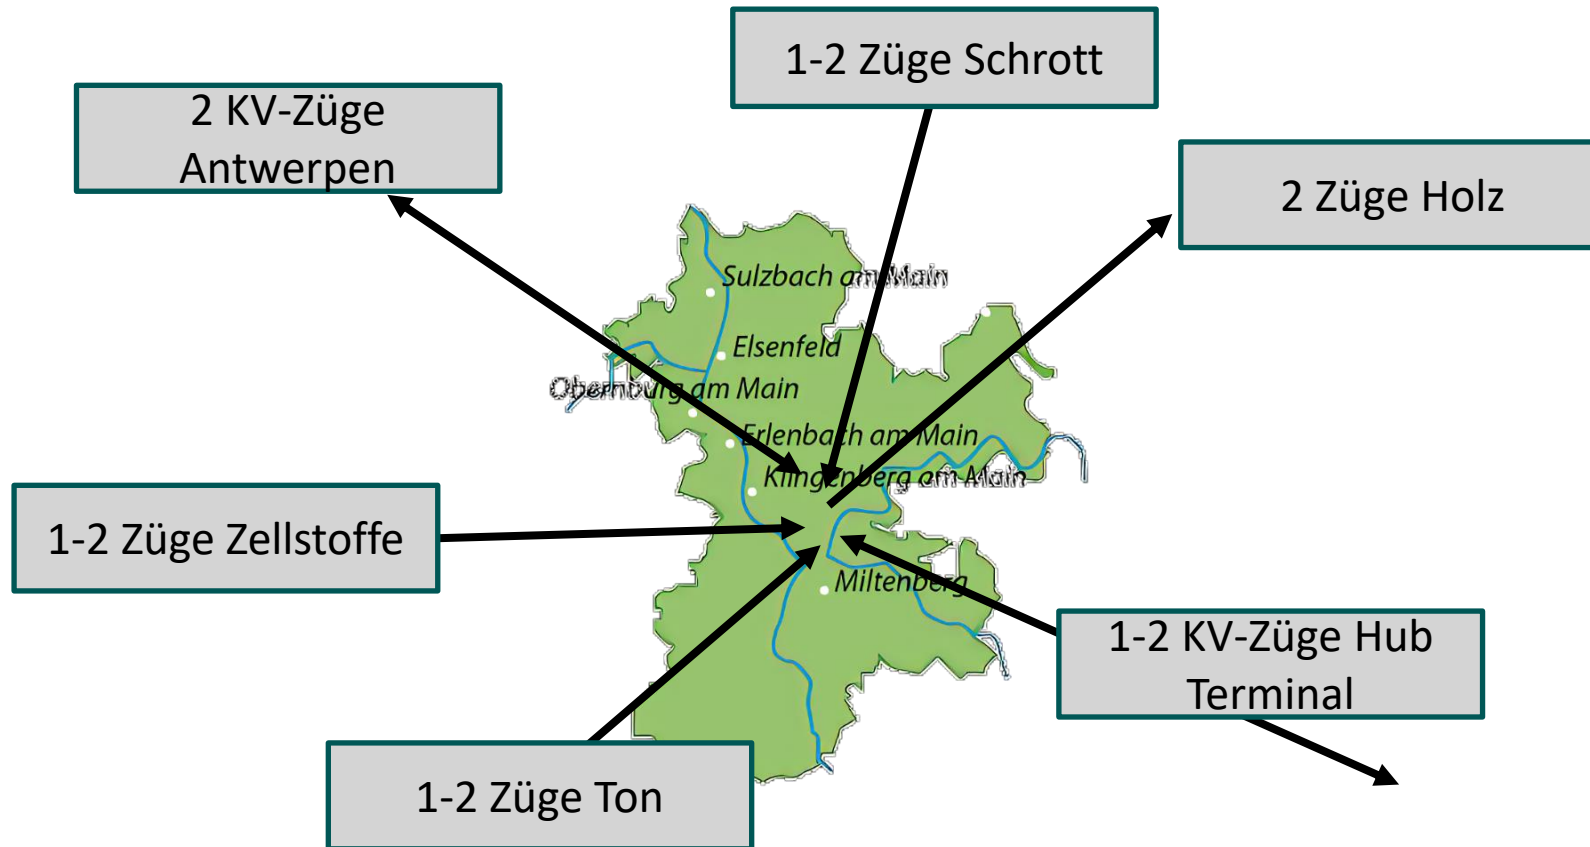 1-2 Züge Schrott
2 KV-Züge
Antwerpen
2 Züge Holz
Sulzbach am Main
Elsenfeld
Obernburg am Main
Erlenbach am Main
Klingenberg am Main
1-2 Züge Zellstoffe
Miltenberg
1-2 KV-Züge Hub
Terminal
1-2 Züge Ton